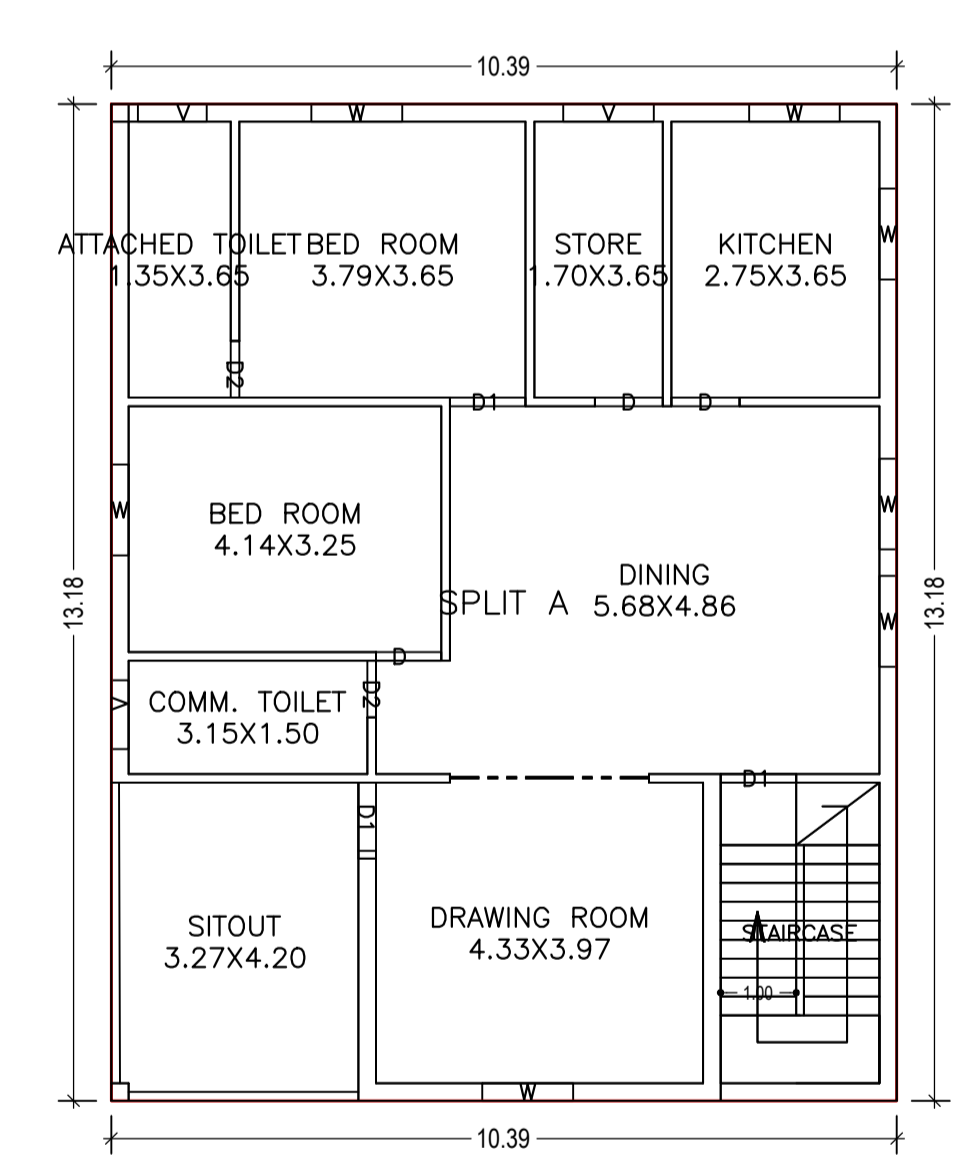 10.39
V
W
V
W
ATTACHED TOILET
1.35X3.65
BED ROOM
3.79X3.65
STORE
1.70X3.65
KITCHEN
2.75X3.65
W
D2
D1
D
D
BED ROOM
4.14X3.25
W
W
DINING
5.68X4.86
SPLIT A
13.18
13.18
W
D
COMM. TOILET
3.15X1.50
V
D2
D1
D1
SITOUT
3.27X4.20
DRAWING ROOM
4.33X3.97
STAIRCASE
1.00
W
10.39